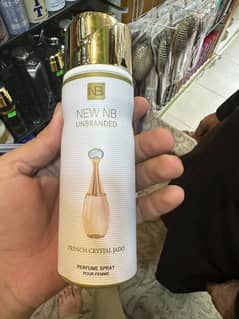 NB
NEW NB
UNBRANDED
FRENCH CRYSTAL JADO
PERFUME SPRAY
POUR FEMME